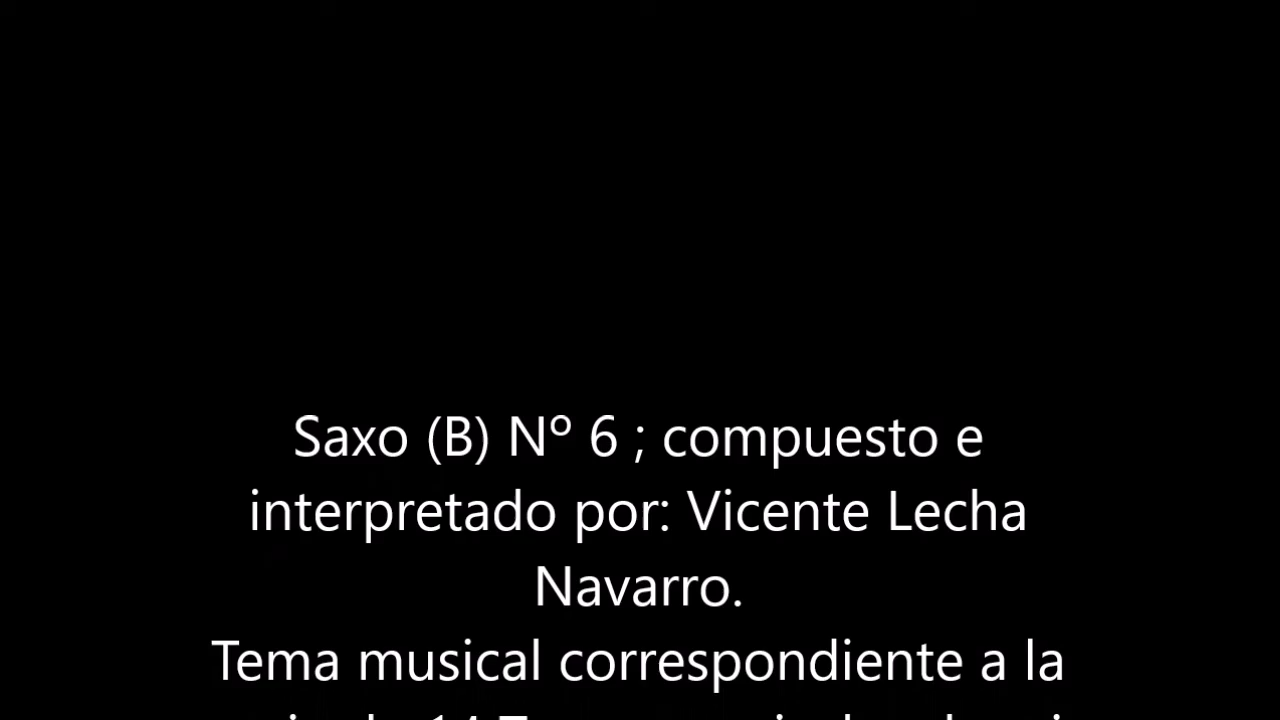 Saxo (B) Nº 6 ; compuesto e
interpretado por: Vicente Lecha
Navarro.
Tema musical correspondiente a la